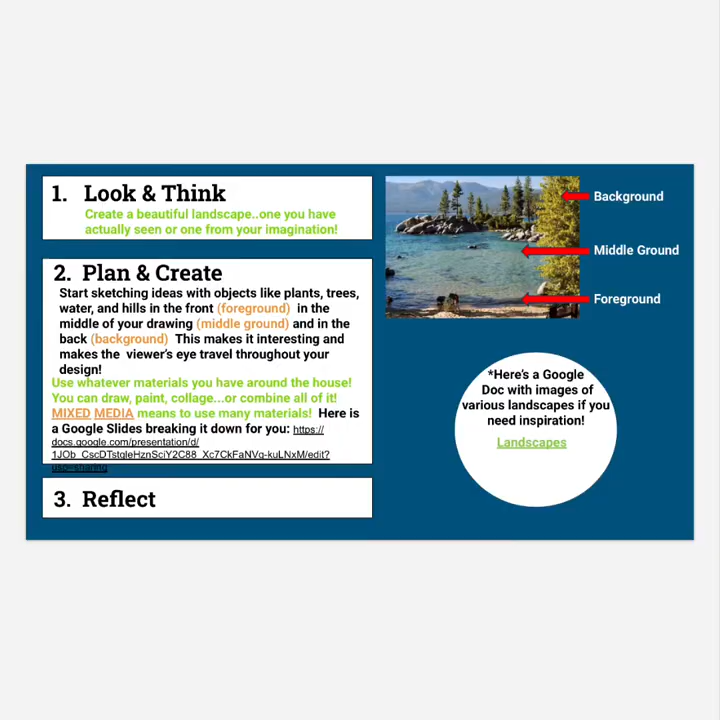 1. Look & Think
Create a beautiful landscape..one you have
actually seen or one from your imagination!
2. Plan & Create
Start sketching ideas with objects like plants, trees,
water, and hills in the front (foreground) in the
middle of your drawing (middle ground) and in the
back (background) This makes it interesting and
makes the viewer's eye travel throughout your
design!
Use whatever materials you have around the house!
You can draw, paint, collage...or combine all of it!
MIXED MEDIA means to use many materials! Here is
a Google Slides breaking it down for you: https://
docs.google.com/presentation/d/
usp=sharing
3. Reflect
Background
Middle Ground
Foreground
*Here's a Google
Doc with images of
various landscapes if you
need inspiration!
Landscapes